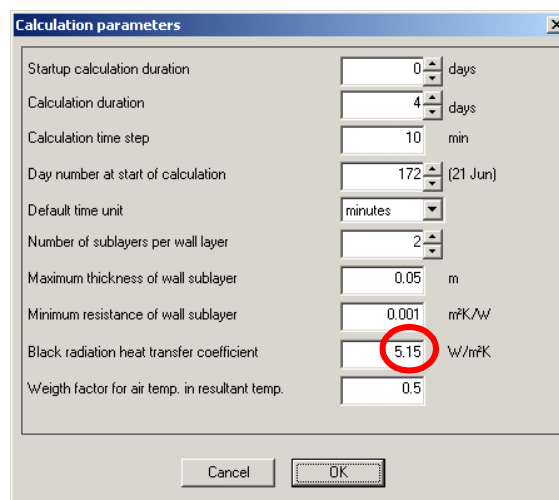 Calculation parameters
Startup calculation duration 0 days
Calculation duration 4 days
Calculation time step 10 min
Day number at start of calculation 172 (21 Jun)
Default time unit minutes
Number of sublayers per wall layer 2
Maximum thickness of wall sublayer 0.05 m
Minimum resistance of wall sublayer 0.001 m²K/W
Black radiation heat transfer coefficient 5.15 W/m²K
Weigth factor for air temp. in resultant temp. 0.5
Cancel OK